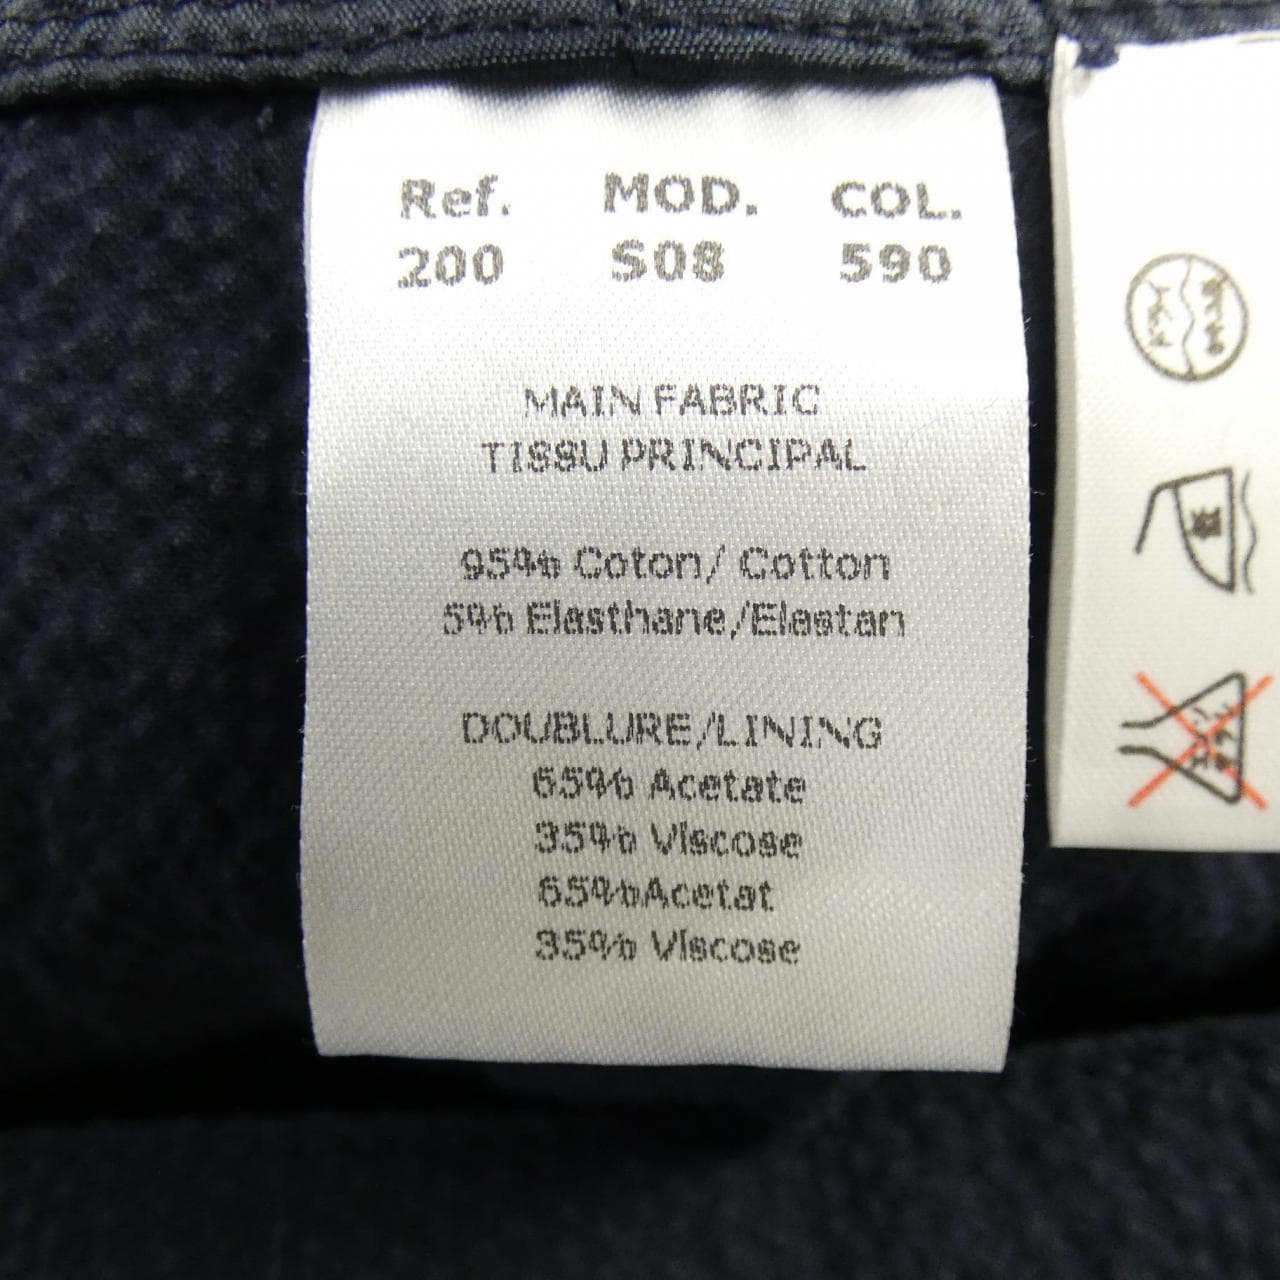 Ref. MOD. COL.
200 S08 590
MAIN FABRIC
TISSU PRINCIPAL
95% Coton/ Cotton
5% Elasthane/Elastan
DOUBLURE/LINING
65% Acetate
35% Viscose
65%Acetat
35% Viscose